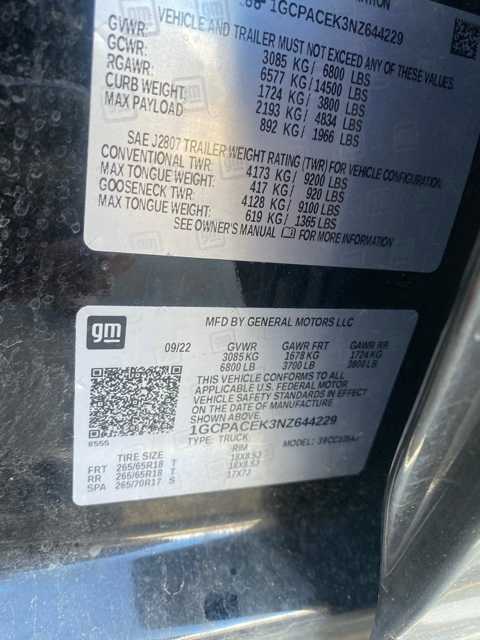 1GCPACEK3NZ644229
VEHICLE AND TRAILER MUST NOT EXCEED ANY OF THESE VALUES
GVWR: 3085 KG/ 6800 LBS
GCWR: 6577 KG/ 14500 LBS
RGAWR: 1724 KG/ 3800 LBS
CURB WEIGHT: 2193 KG/ 4834 LBS
MAX PAYLOAD 892 KG/ 1966 LBS
SAE J2807 TRAILER WEIGHT RATING (TWR) FOR VEHICLE CONFIGURATION
CONVENTIONAL TWR: 4173 KG/ 9200 LBS
MAX TONGUE WEIGHT: 417 KG/ 920 LBS
GOOSENECK TWR: 4128 KG/ 9100 LBS
MAX TONGUE WEIGHT: 619 KG/ 1365 LBS
SEE OWNER'S MANUAL FOR MORE INFORMATION
gm
MFD BY GENERAL MOTORS LLC
09/22 GVWR GAWR FRT GAWR RR
3085 KG 1678 KG 1724 KG
6800 LB 3700 LB 3800 LB
THIS VEHICLE CONFORMS TO ALL
APPLICABLE U.S. FEDERAL MOTOR
VEHICLE SAFETY STANDARDS IN
EFFECT ON THE DATE OF MANUFACTURE
SHOWN ABOVE.
1GCPACEK3NZ644229
TYPE: TRUCK MODEL:
TIRE SIZE RIM
FRT 265/65R18 T 18X8.5J
RR 265/65R18 T 18X8.5J
SPA 265/70R17 S 17X7J